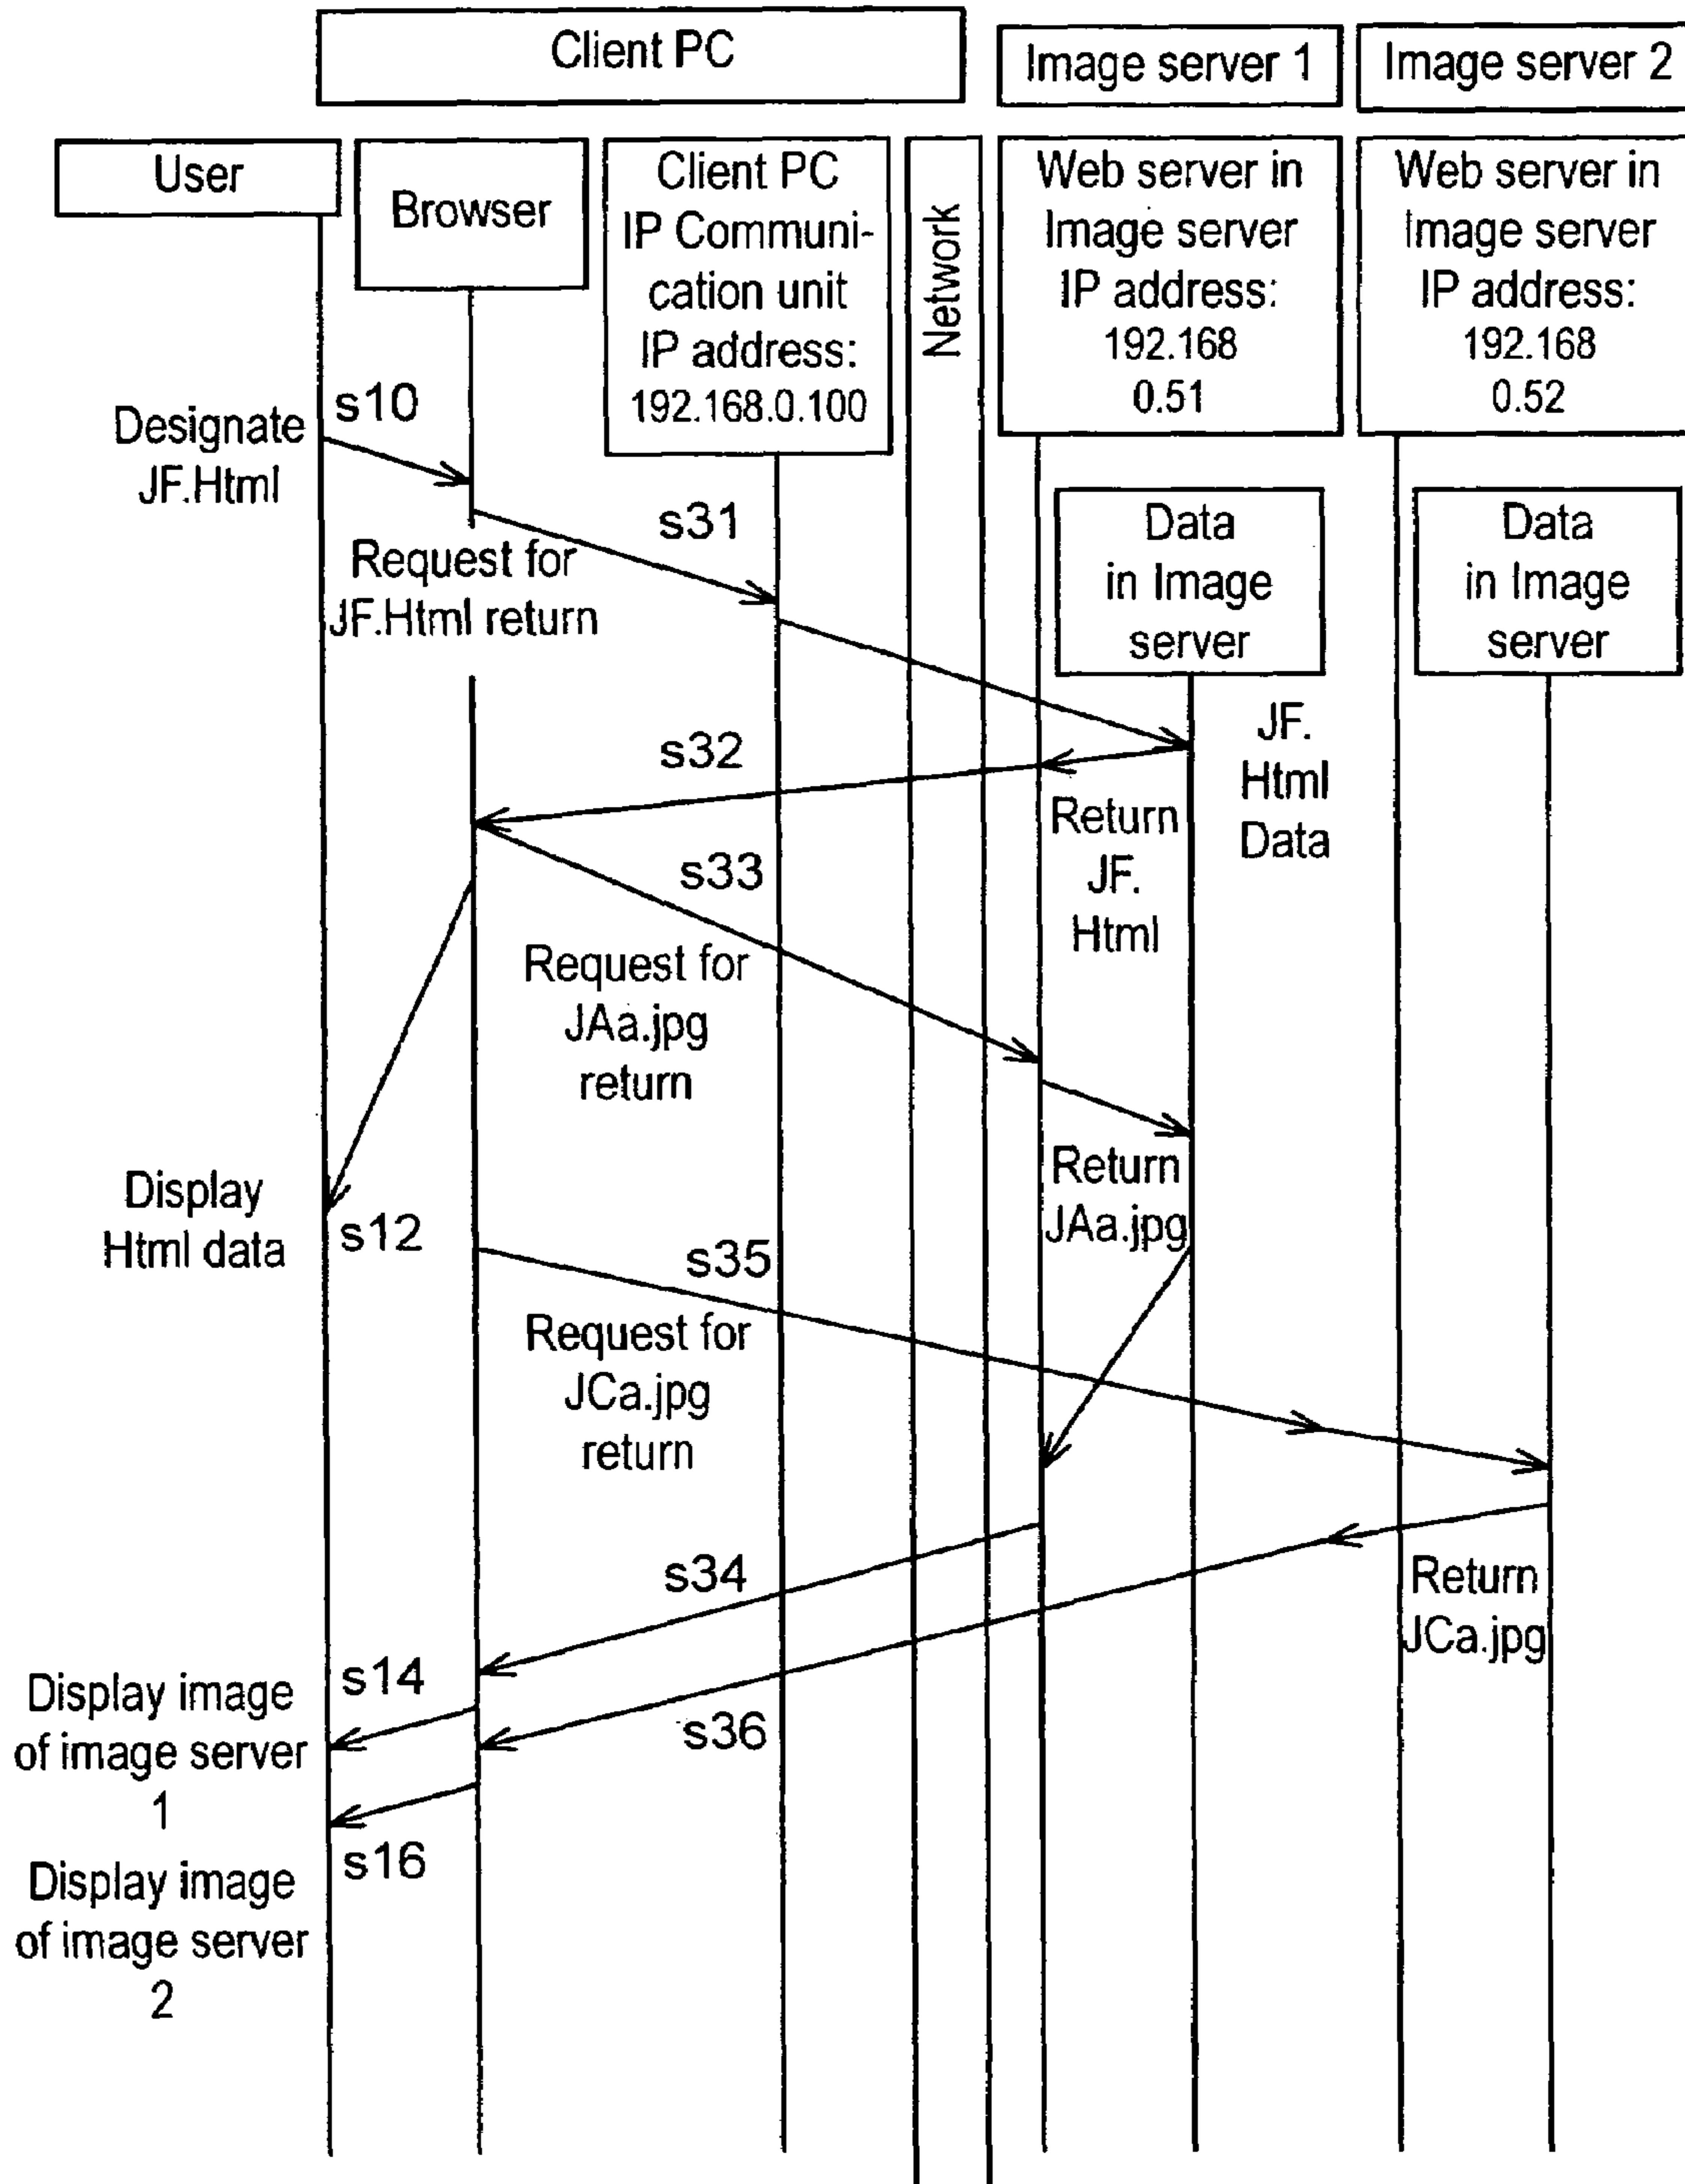 Client PC
Image server 1
Image server 2
User
Browser
Client PC
IP Communi-
cation unit
IP address:
192.168.0.100
Network
Web server in
Image server
IP address:
192.168
0.51
Web server in
Image server
IP address:
192.168
0.52
Data
in Image
server
Data
in Image
server
Designate
JF.Html
s10
s31
Request for
JF.Html return
JF.
Html
Data
s32
Return
JF.
Html
s33
Request for
JAa.jpg
return
Return
JAa.jpg
Display
Html data
s12
s35
Request for
JCa.jpg
return
s34
Return
JCa.jpg
s14
Display image
of image server
1
s36
s16
Display image
of image server
2